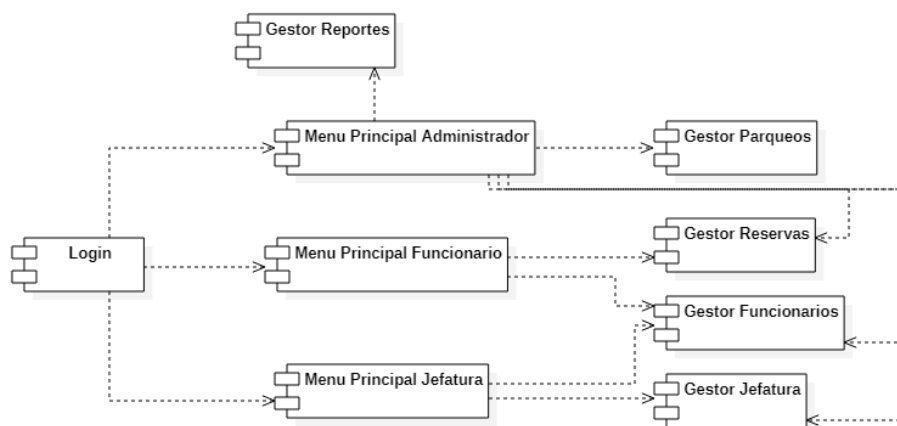 Gestor Reportes
Menu Principal Administrador
Gestor Parqueos
Gestor Reservas
Login
Menu Principal Funcionario
Gestor Funcionarios
Menu Principal Jefatura
Gestor Jefatura